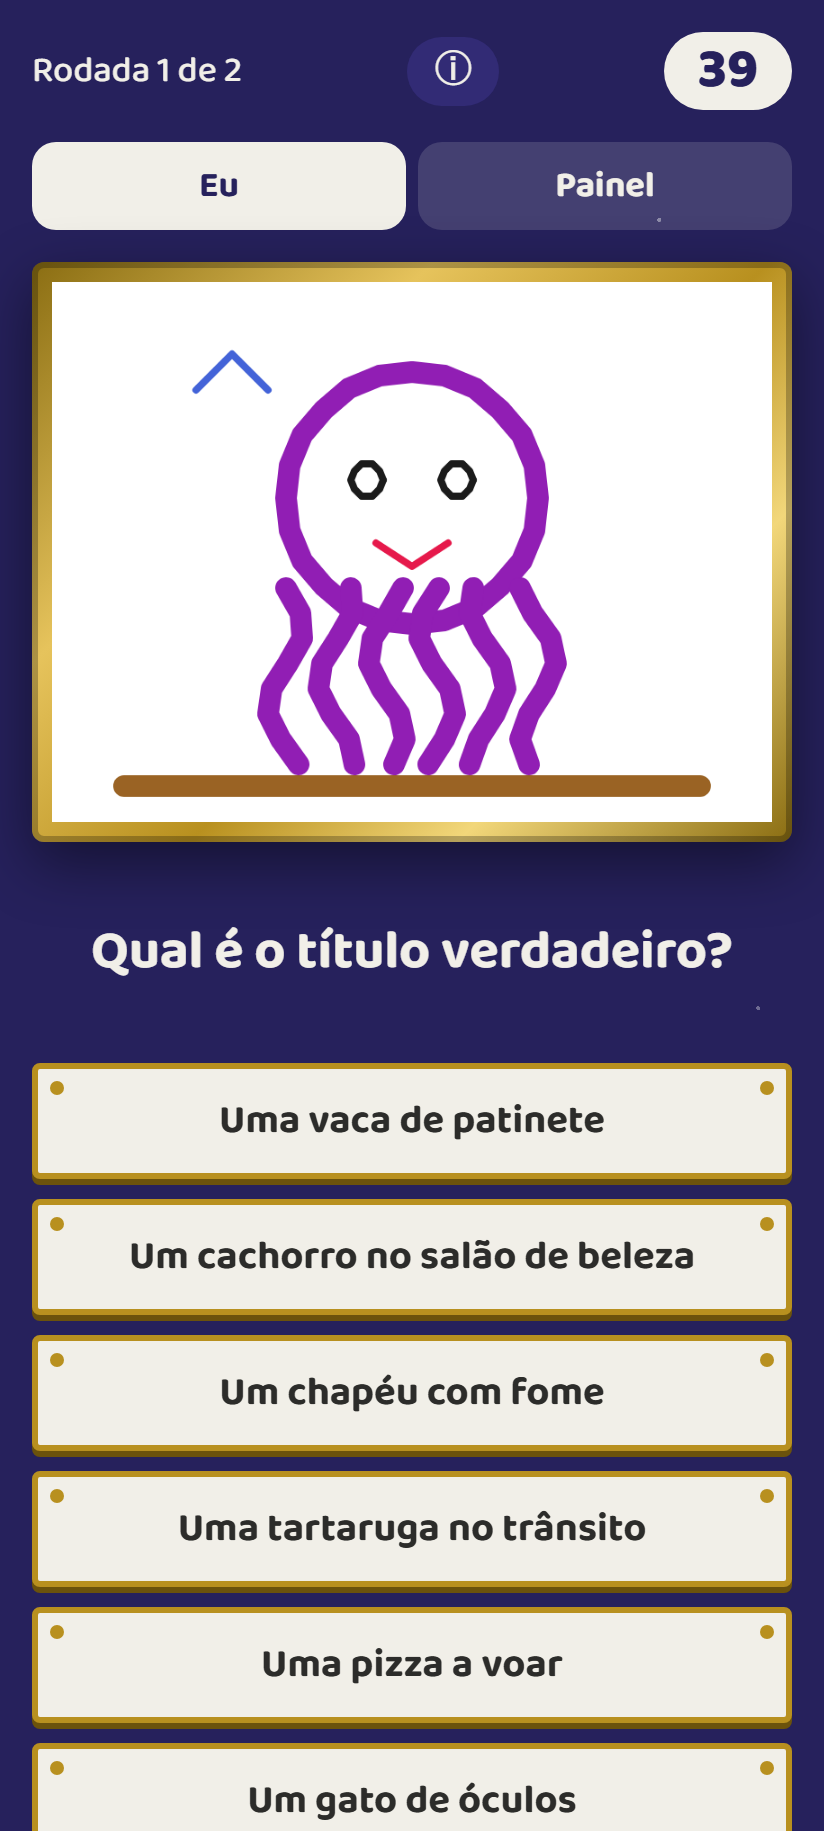 Rodada 1 de 2
ⓘ
39
Eu
Painel
Qual é o título verdadeiro?
Uma vaca de patinete
Um cachorro no salão de beleza
Um chapéu com fome
Uma tartaruga no trânsito
Uma pizza a voar
Um gato de óculos